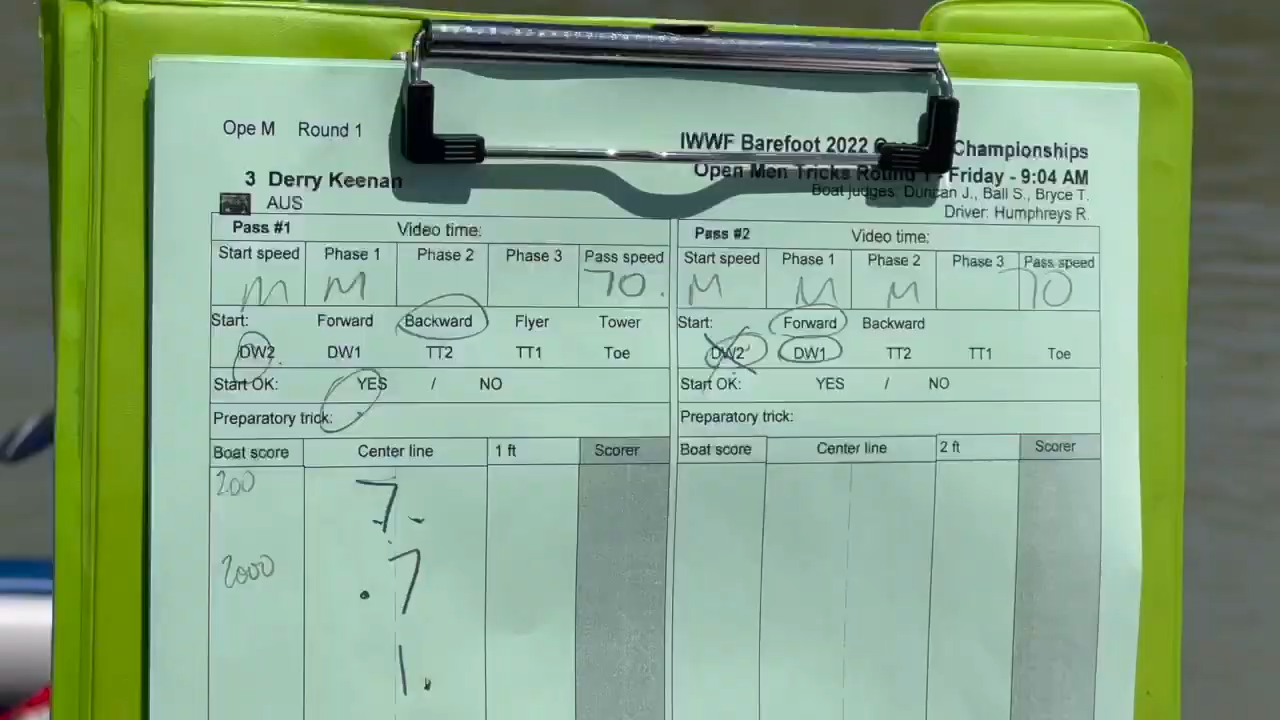 Ope M Round 1
IWWF Barefoot 2022 Championships
Open Men Tricks Round 1 - Friday - 9:04 AM
3 Derry Keenan
Boat judges: Duncan J., Ball S., Bryce T.
AUS
Driver: Humphreys R.
Pass #1 Video time: Pass #2 Video time:
Start speed Phase 1 Phase 2 Phase 3 Pass speed Start speed Phase 1 Phase 2 Phase 3 Pass speed
M M 70. M M M 70
Start: Forward Backward Flyer Tower Start: Forward Backward
DW2 DW1 TT2 TT1 Toe DW2 DW1 TT2 TT1 Toe
Start OK: YES / NO Start OK: YES / NO
Preparatory trick: Preparatory trick:
Boat score Center line 1 ft Scorer Boat score Center line 2 ft Scorer
200 7
2000 . 7